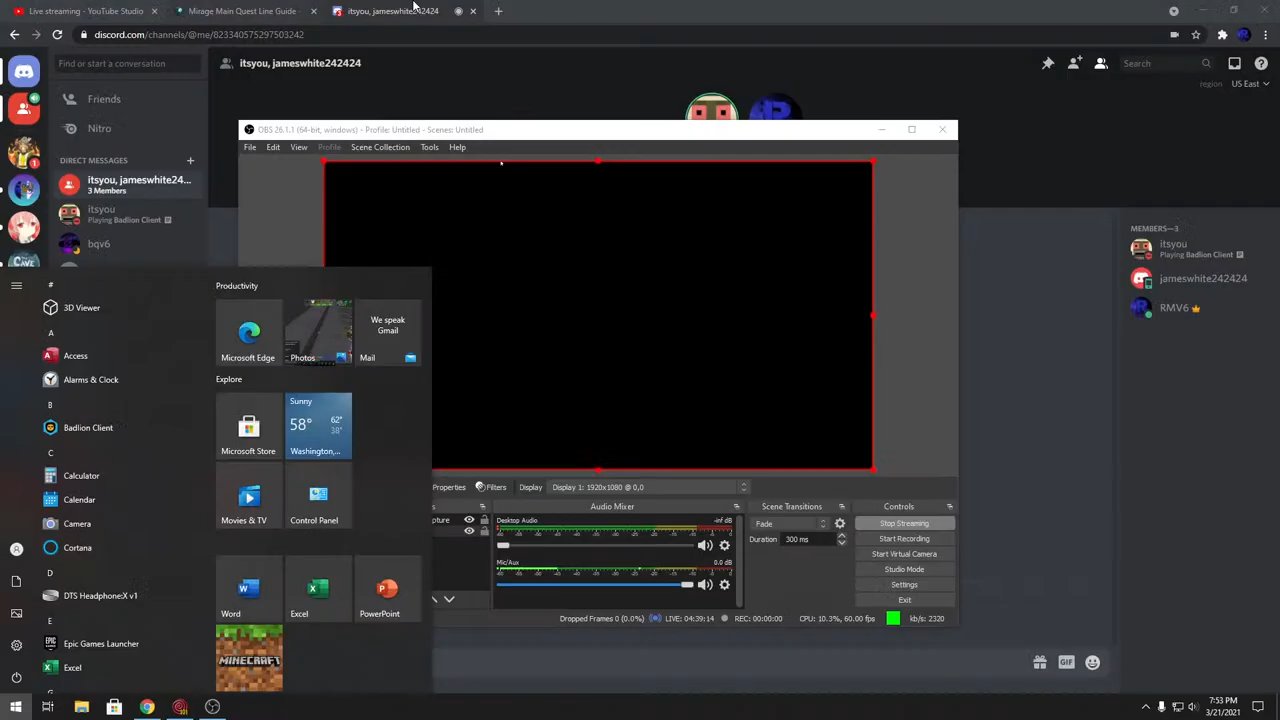 Live streaming - YouTube Studio
Mirage Main Quest Line Guide
itsyou, jameswhite242424
discord.com/channels/@me/823340575297503242
Find or start a conversation
itsyou, jameswhite242424
Search
region
US East
Friends
Nitro
DIRECT MESSAGES
itsyou, jameswhite24...
3 Members
itsyou
Playing Badlion Client
bqv6
CAVE
MEMBERS—3
itsyou
Playing Badlion Client
jameswhite242424
RMV6
OBS 26.1.1 (64-bit, windows) - Profile: Untitled - Scenes: Untitled
File Edit View Profile Scene Collection Tools Help
Properties
Filters
Display
Display 1: 1920x1080 @ 0,0
Audio Mixer
Scene Transitions
Controls
pture
Desktop Audio
-inf dB
Mic/Aux
0.0 dB
Fade
Duration
300 ms
Stop Streaming
Start Recording
Start Virtual Camera
Studio Mode
Settings
Exit
Dropped Frames 0 (0.0%)
LIVE: 04:39:14
REC: 00:00:00
CPU: 10.3%, 60.00 fps
kb/s: 2320
#
3D Viewer
A
Access
Alarms & Clock
B
Badlion Client
C
Calculator
Calendar
Camera
Cortana
D
DTS Headphone:X v1
E
Epic Games Launcher
Excel
G
Productivity
Microsoft Edge
Photos
We speak
Gmail
Mail
Explore
Microsoft Store
Sunny
58°
62°
38°
Washington,...
Movies & TV
Control Panel
Word
Excel
PowerPoint
MINECRAFT
GIF
7:53 PM
3/21/2021